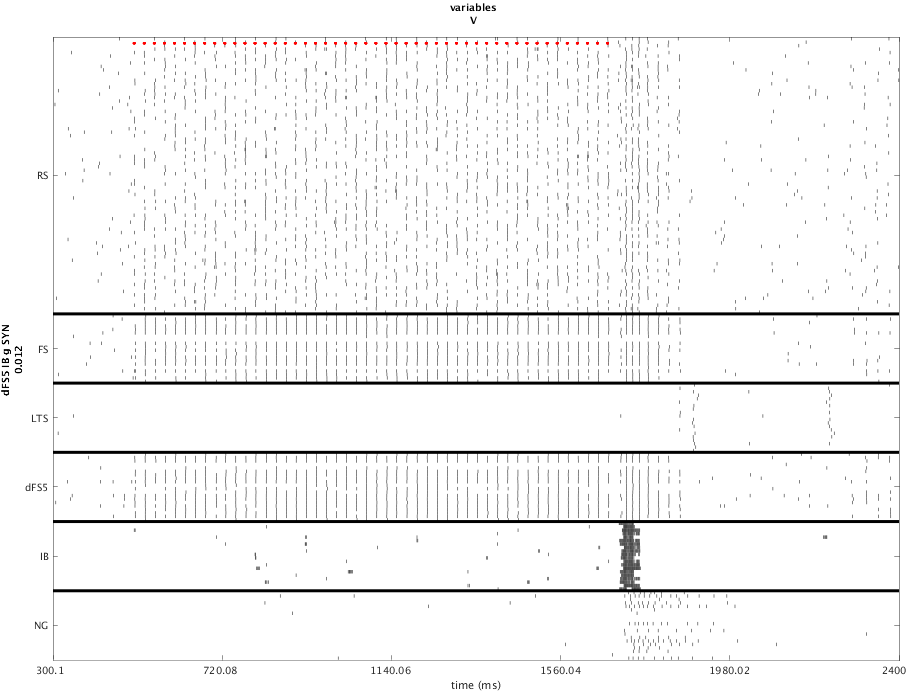 variables
V
RS
FS
LTS
dFS5
IB
NG
dFS5 IB g SYN
0.012
300.1
720.08
1140.06
1560.04
1980.02
2400
time (ms)